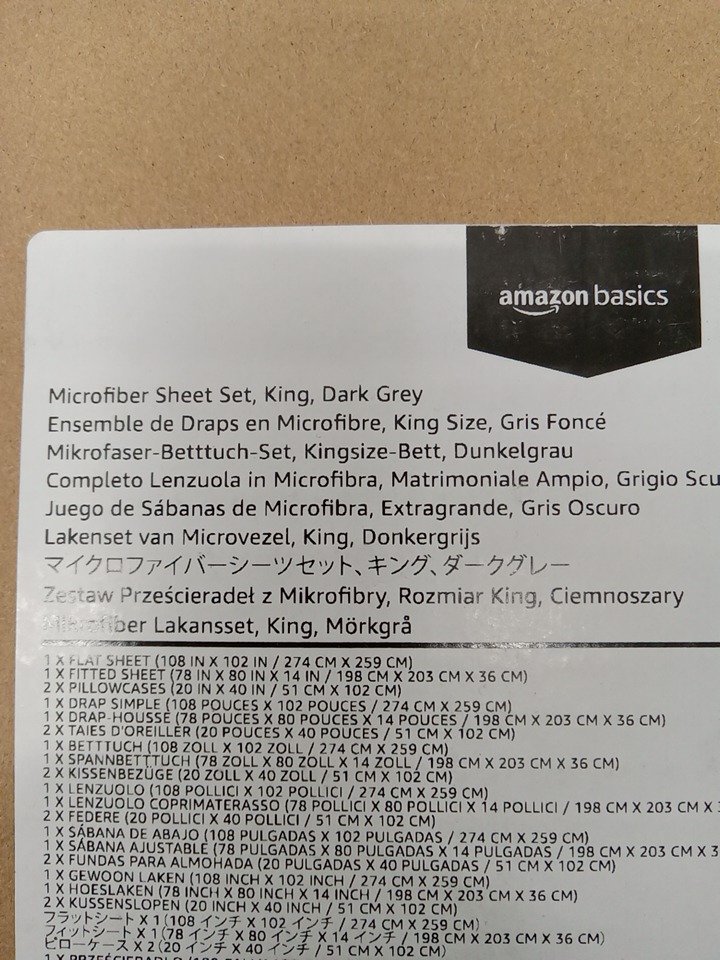 amazon basics
Microfiber Sheet Set, King, Dark Grey
Ensemble de Draps en Microfibre, King Size, Gris Foncé
Mikrofaser-Betttuch-Set, Kingsize-Bett, Dunkelgrau
Completo Lenzuola in Microfibra, Matrimoniale Ampio, Grigio Scu
Juego de Sábanas de Microfibra, Extragrande, Gris Oscuro
Lakenset van Microvezel, King, Donkergrijs
マイクロファイバーシーツセット、キング、ダークグレー
Zestaw Prześcieradeł z Mikrofibry, Rozmiar King, Ciemnoszary
Mikrofiber Lakansset, King, Mörkgrå
1 X FLAT SHEET (108 IN X 102 IN / 274 CM X 259 CM)
1 X FITTED SHEET (78 IN X 80 IN X 14 IN / 198 CM X 203 CM X 36 CM)
2 X PILLOWCASES (20 IN X 40 IN / 51 CM X 102 CM)
1 X DRAP SIMPLE (108 POUCES X 102 POUCES / 274 CM X 259 CM)
1 X DRAP-HOUSSE (78 POUCES X 80 POUCES X 14 POUCES / 198 CM X 203 CM X 36 CM)
2 X TAIES D'OREILLER (20 POUCES X 40 POUCES / 51 CM X 102 CM)
1 X BETTTUCH (108 ZOLL X 102 ZOLL / 274 CM X 259 CM)
1 X SPANNBETTTUCH (78 ZOLL X 80 ZOLL X 14 ZOLL / 198 CM X 203 CM X 36 CM)
2 X KISSENBEZÜGE (20 ZOLL X 40 ZOLL / 51 CM X 102 CM)
1 X LENZUOLO (108 POLLICI X 102 POLLICI / 274 CM X 259 CM)
1 X LENZUOLO COPRIMATERASSO (78 POLLICI X 80 POLLICI X 14 POLLICI / 198 CM X 203 CM X 3
2 X FEDERE (20 POLLICI X 40 POLLICI / 51 CM X 102 CM)
1 X SÁBANA DE ABAJO (108 PULGADAS X 102 PULGADAS / 274 CM X 259 CM)
1 X SÁBANA AJUSTABLE (78 PULGADAS X 80 PULGADAS X 14 PULGADAS / 198 CM X 203 CM X 3
2 X FUNDAS PARA ALMOHADA (20 PULGADAS X 40 PULGADAS / 51 CM X 102 CM)
1 X GEWOON LAKEN (108 INCH X 102 INCH / 274 CM X 259 CM)
1 X HOESLAKEN (78 INCH X 80 INCH X 14 INCH / 198 CM X 203 CM X 36 CM)
2 X KUSSENSLOPEN (20 INCH X 40 INCH / 51 CM X 102 CM)
フラットシート X 1 (108 インチ X 102 インチ / 274 CM X 259 CM)
フィットシート X 1 (78 インチ X 80 インチ X 14 インチ / 198 CM X 203 CM X 36 CM)
ピローケース X 2 (20 インチ X 40 インチ / 51 CM X 102 CM)